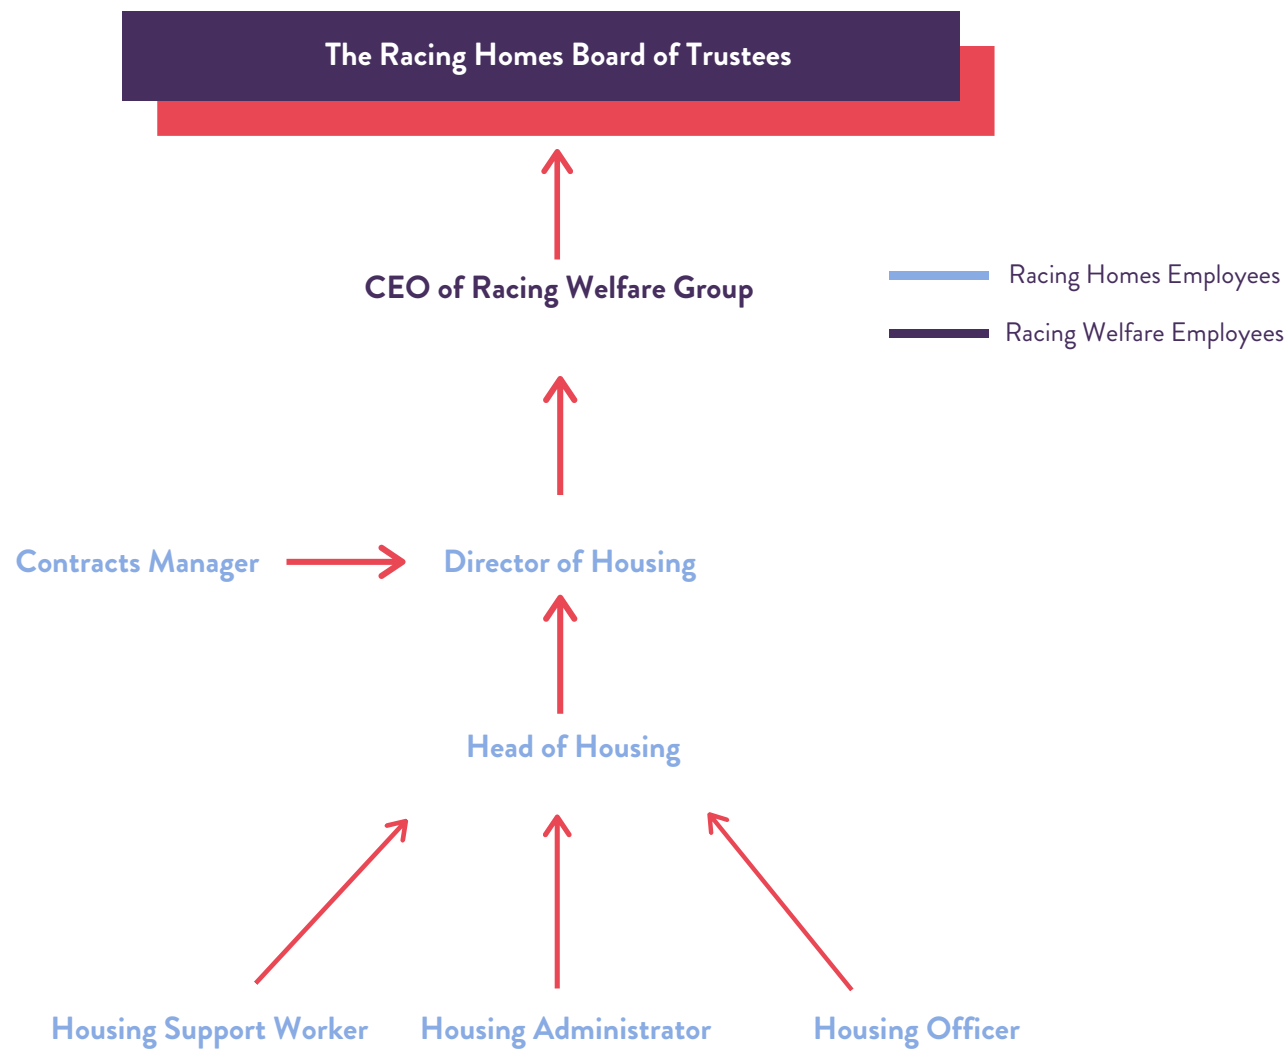 The Racing Homes Board of Trustees
CEO of Racing Welfare Group
Racing Homes Employees
Racing Welfare Employees
Contracts Manager
Director of Housing
Head of Housing
Housing Support Worker
Housing Administrator
Housing Officer